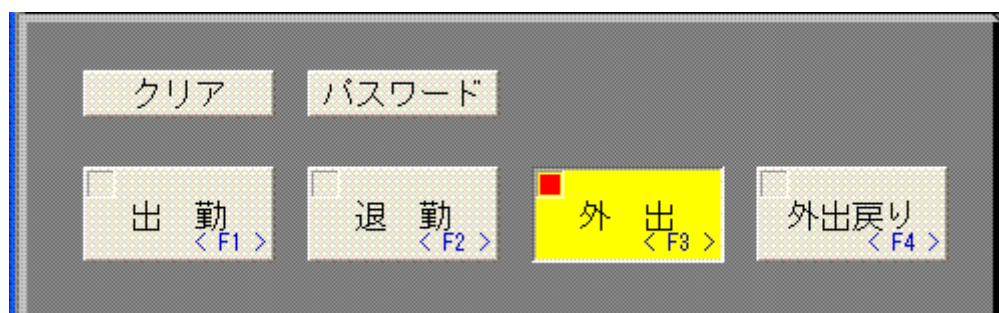 クリア パスワード
出 勤 < F1 > 退 勤 < F2 > 外 出 < F3 > 外出戻り < F4 >